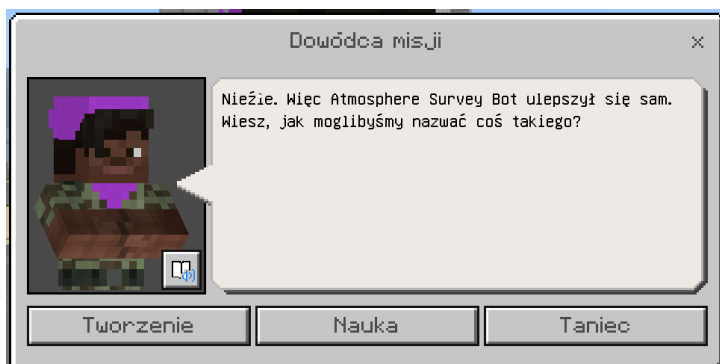 Dowódca misji
Nieźle. Więc Atmosphere Survey Bot ulepszył się sam.
Wiesz, jak moglibyśmy nazwać coś takiego?
Tworzenie
Nauka
Taniec